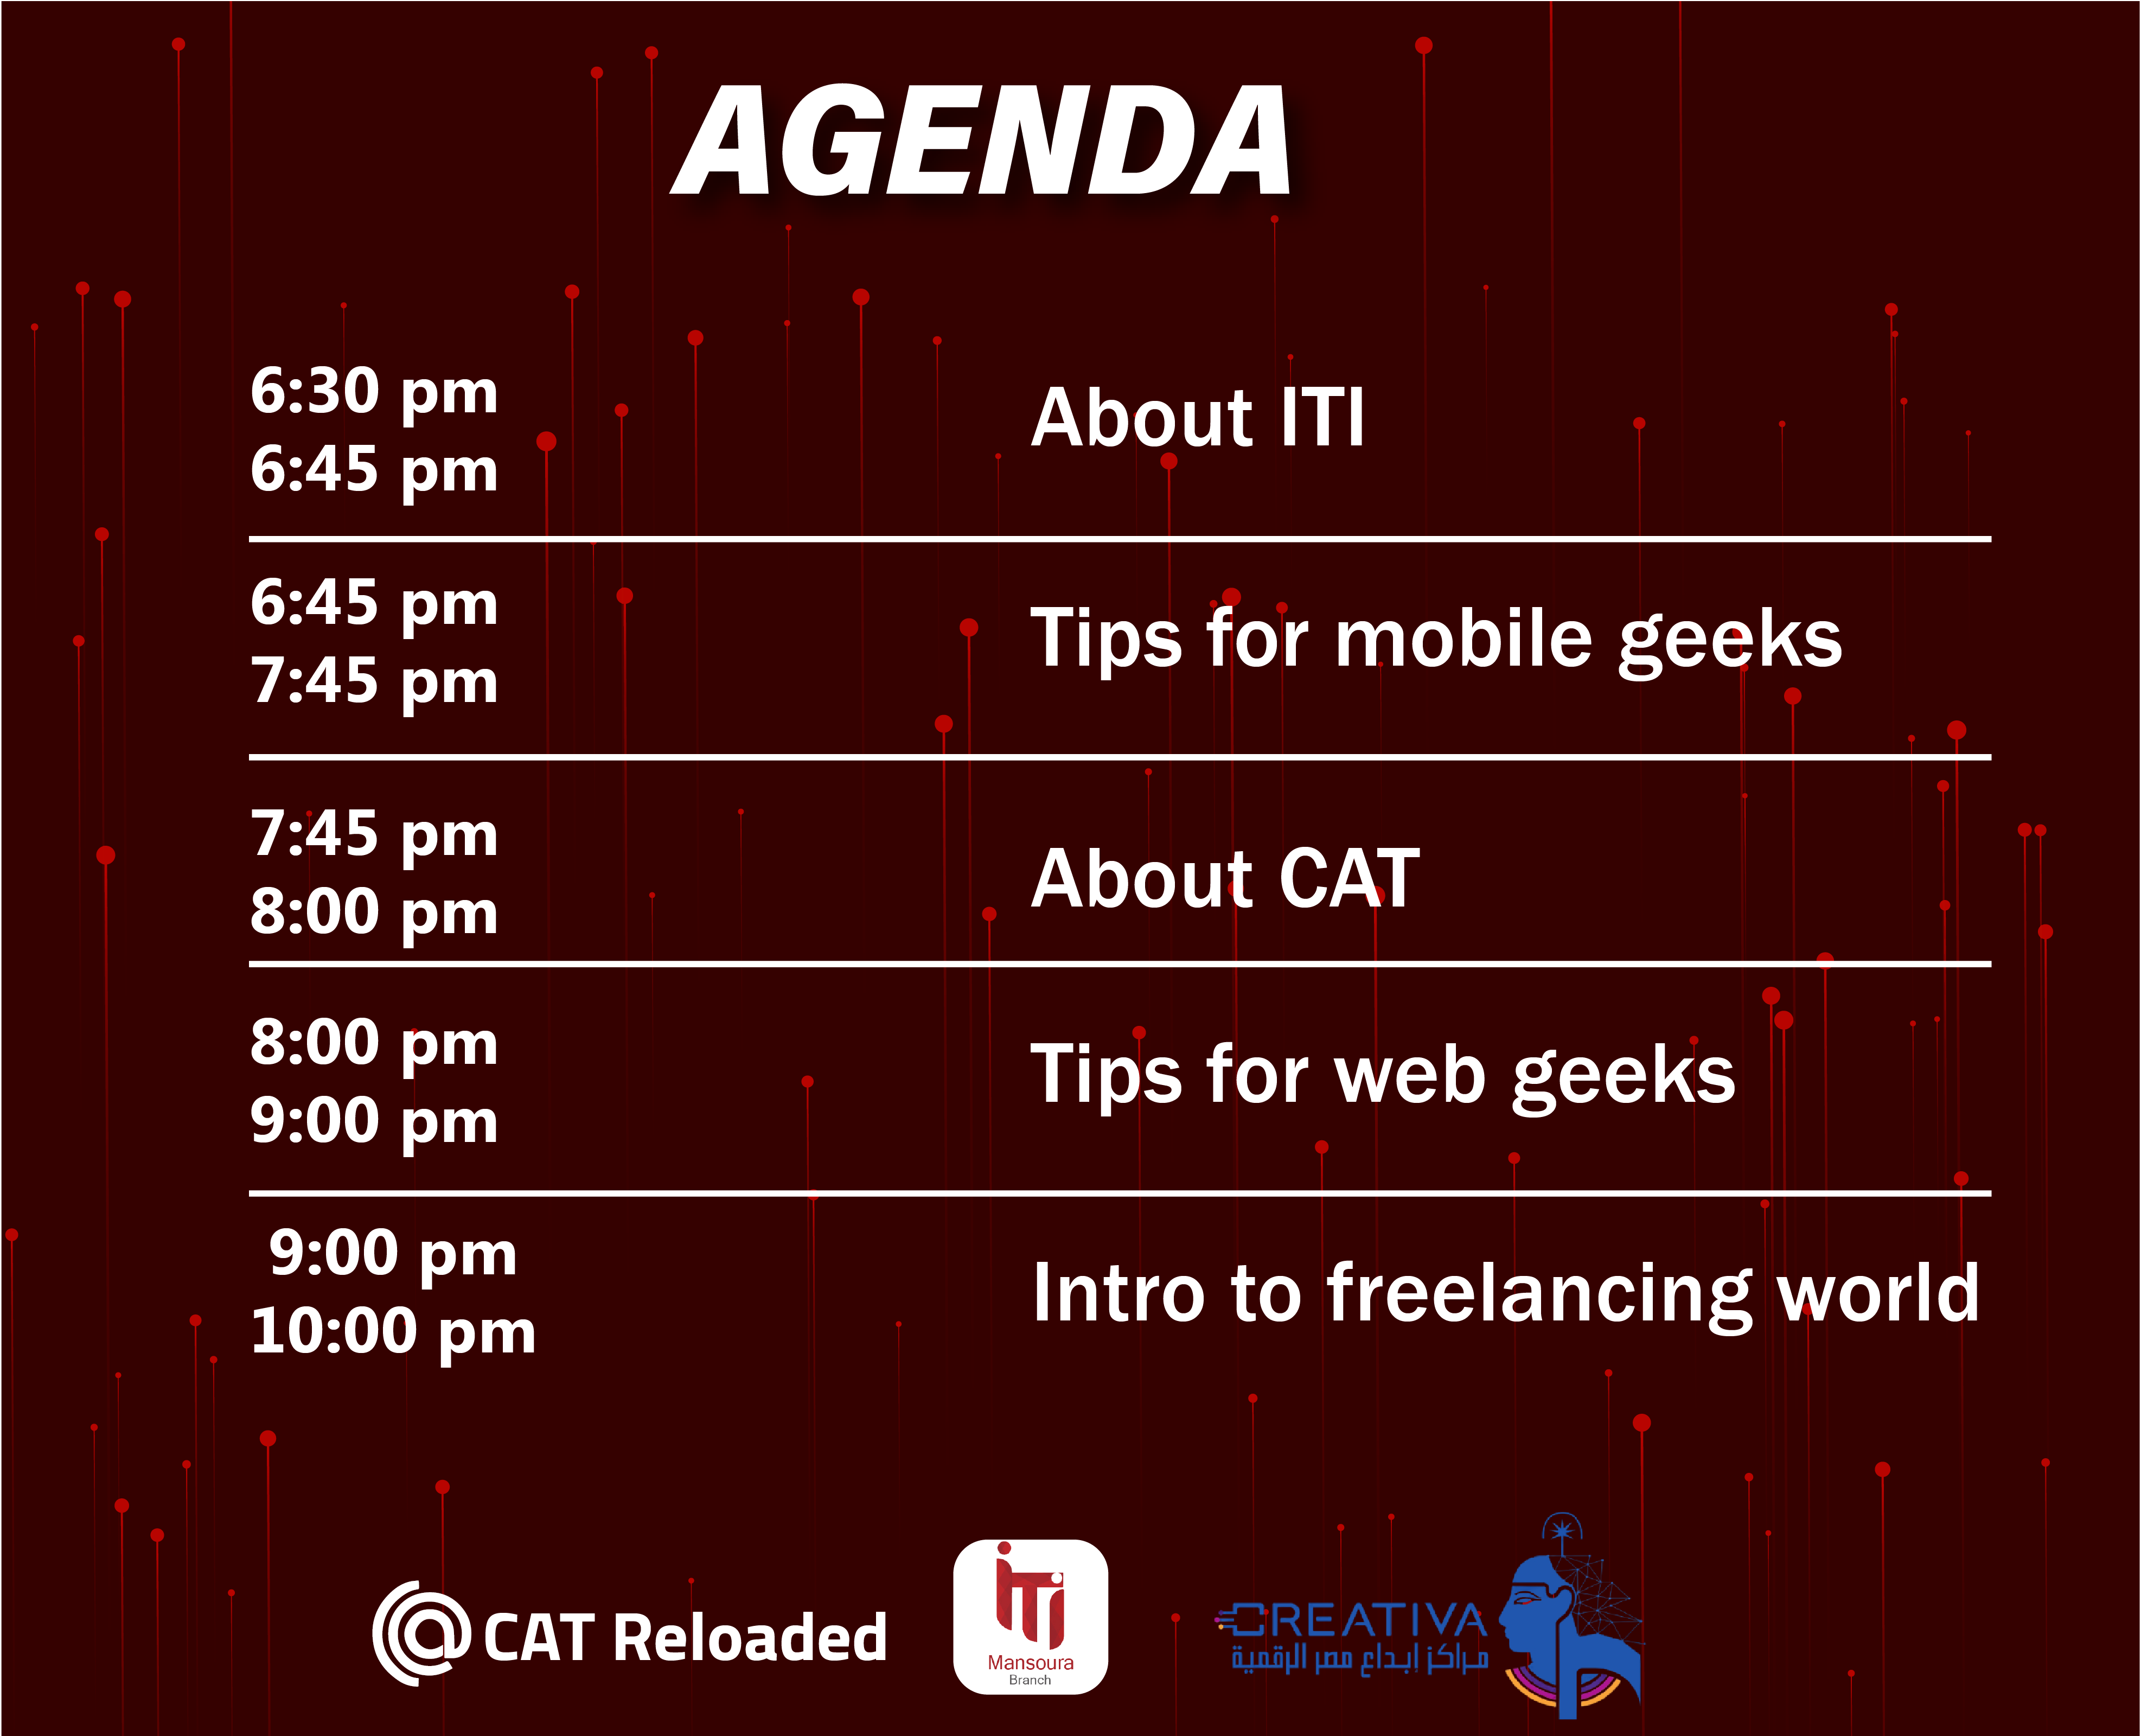 AGENDA
6:30 pm
6:45 pm
About ITI
6:45 pm
7:45 pm
Tips for mobile geeks
7:45 pm
8:00 pm
About CAT
8:00 pm
9:00 pm
Tips for web geeks
9:00 pm
10:00 pm
Intro to freelancing world
CAT Reloaded
iTi
Mansoura
Branch
CREATIVA
مراكز إبداع مصر الرقمية